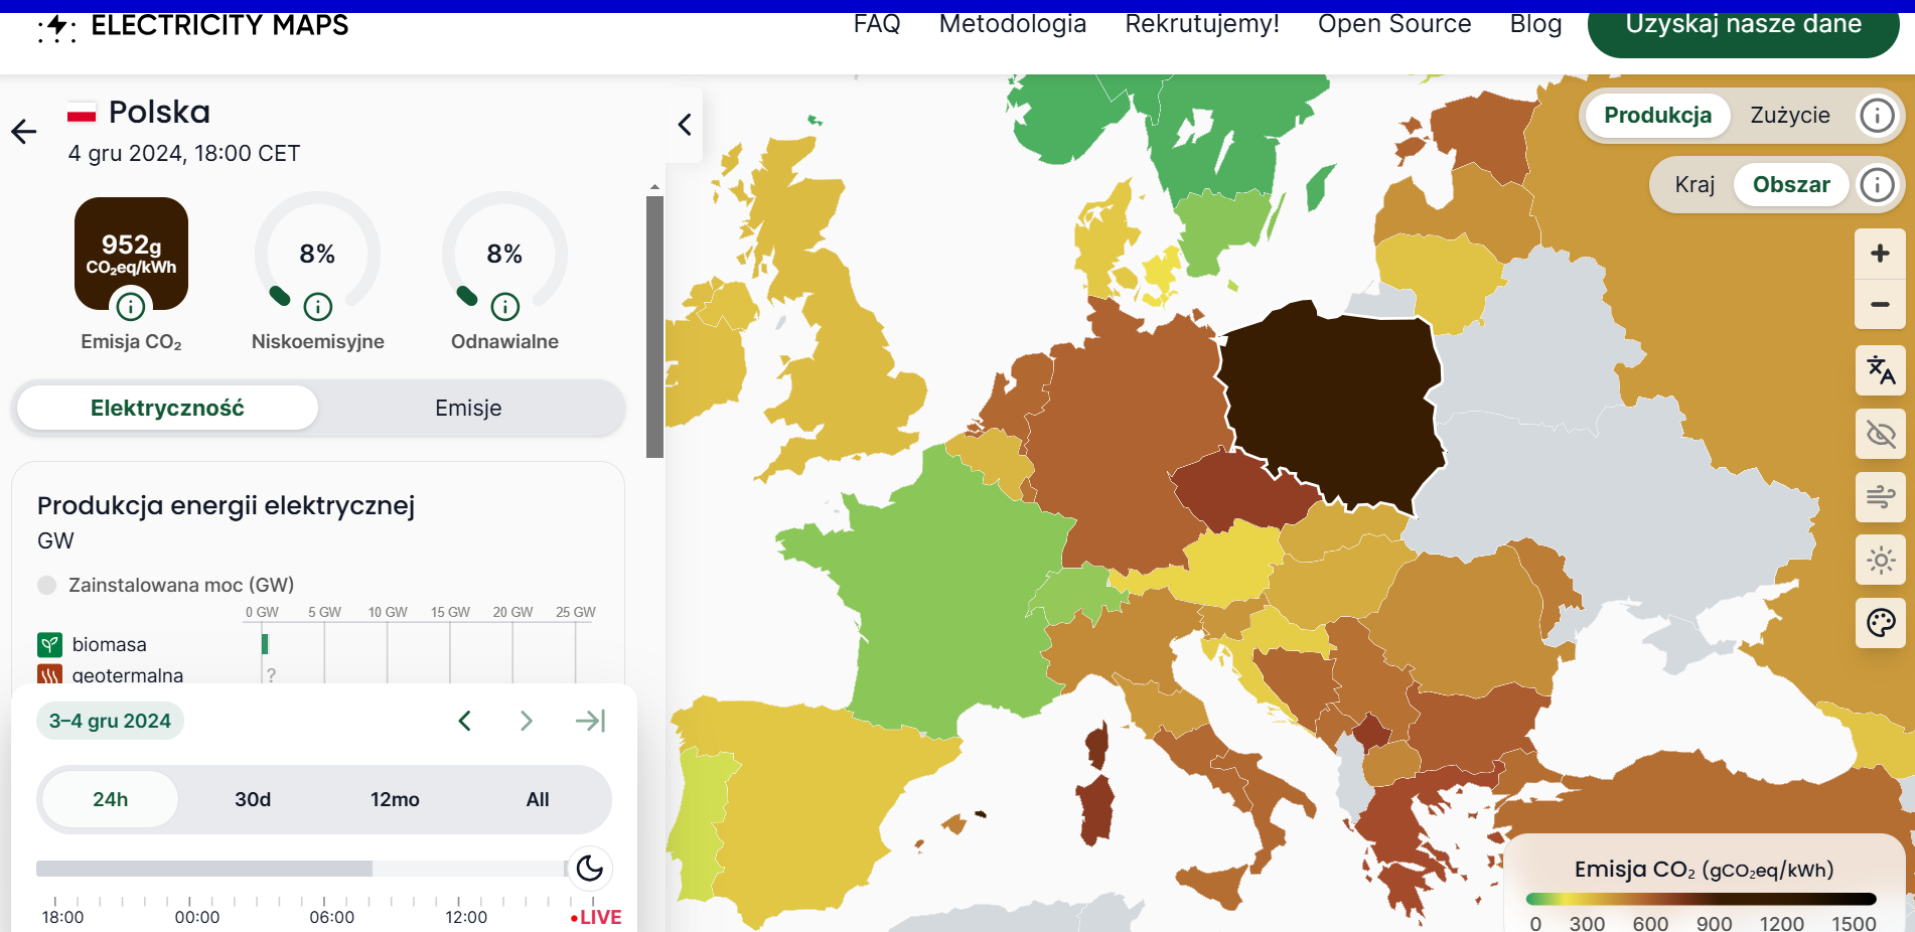 ELECTRICITY MAPS
FAQ Metodologia Rekrutujemy! Open Source Blog Uzyskaj nasze dane
Polska
4 gru 2024, 18:00 CET
952g
CO₂eq/kWh
Emisja CO₂
8%
Niskoemisyjne
8%
Odnawialne
Elektryczność Emisje
Produkcja energii elektrycznej
GW
Zainstalowana moc (GW)
0 GW 5 GW 10 GW 15 GW 20 GW 25 GW
biomasa
geotermalna ?
3–4 gru 2024
24h 30d 12mo All
18:00 00:00 06:00 12:00 LIVE
Produkcja Zużycie
Kraj Obszar
Emisja CO₂ (gCO₂eq/kWh)
0 300 600 900 1200 1500